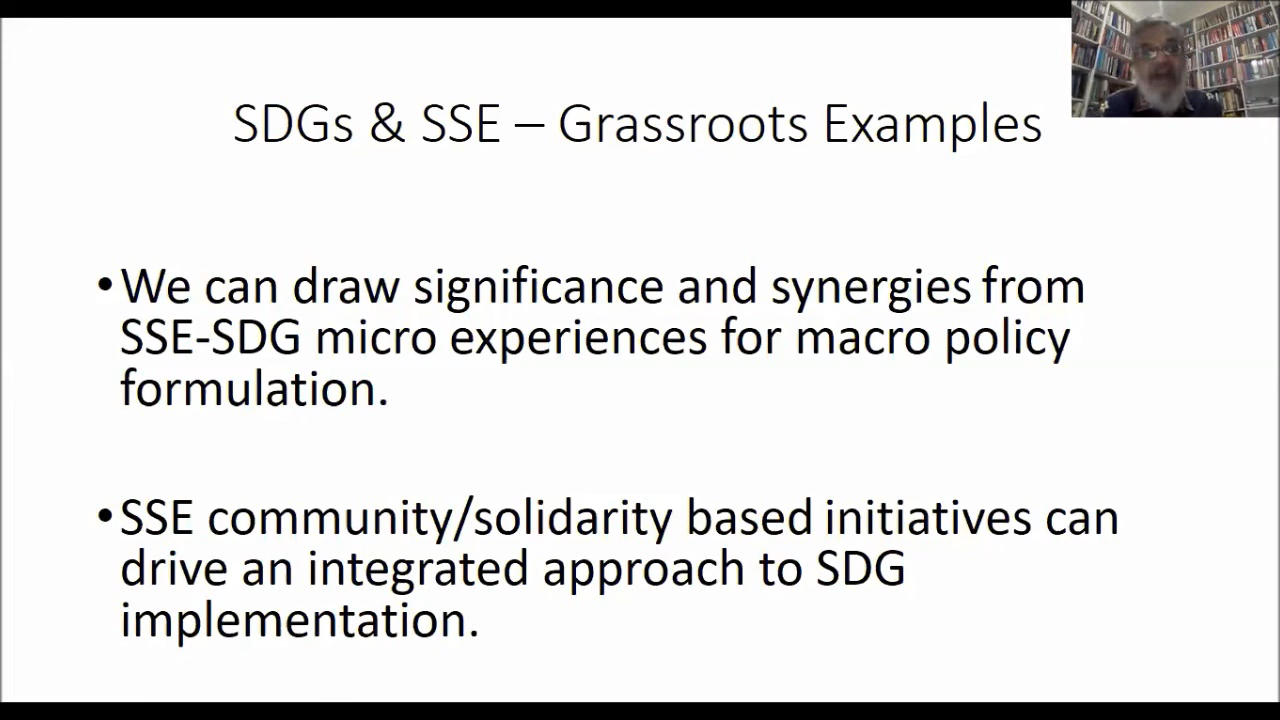 SDGs & SSE – Grassroots Examples
•We can draw significance and synergies from
SSE-SDG micro experiences for macro policy
formulation.
•SSE community/solidarity based initiatives can
drive an integrated approach to SDG
implementation.